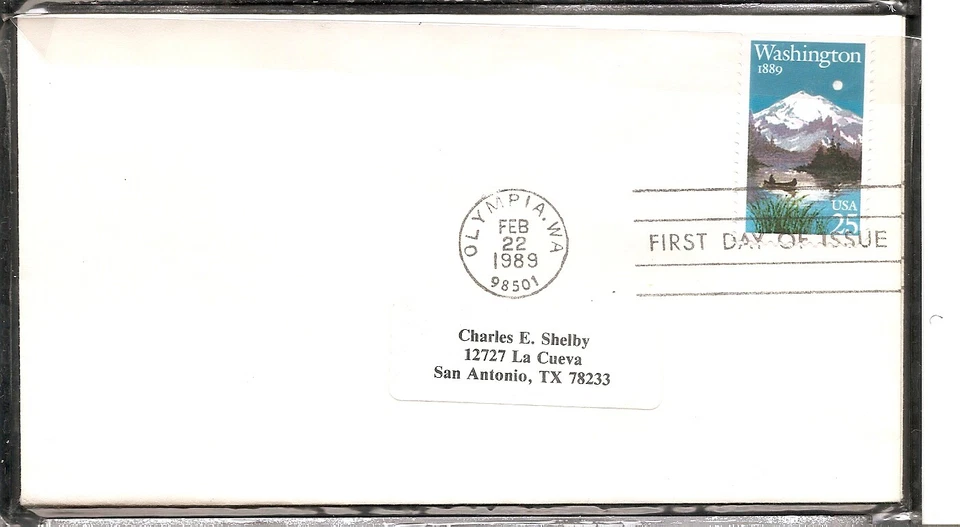 Washington
1889
USA
25
OLYMPIA, WA
FEB
22
1989
98501
FIRST DAY OF ISSUE
Charles E. Shelby
12727 La Cueva
San Antonio, TX 78233